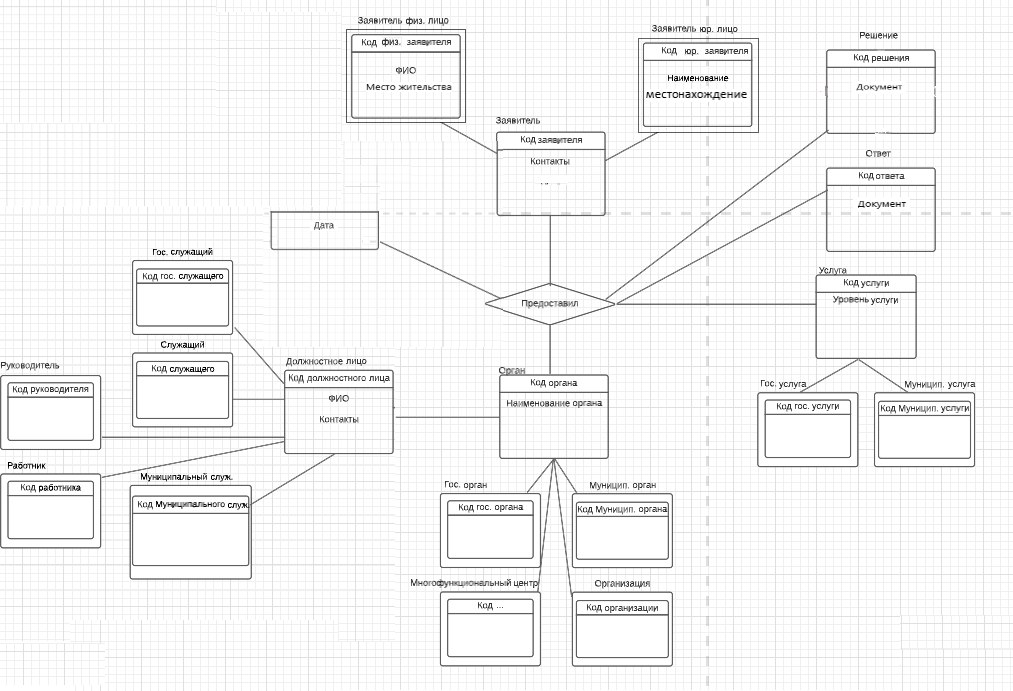 Заявитель физ. лицо
Код физ. заявителя
ФИО
Место жительства
Заявитель юр. лицо
Код юр. заявителя
Наименование
местонахождение
Решение
Код решения
Документ
Заявитель
Код заявителя
Контакты
Ответ
Код ответа
Документ
Дата
Предоставил
Услуга
Код услуги
Уровень услуги
Гос. служащий
Код гос. служащего
Служащий
Код служащего
Руководитель
Код руководителя
Должностное лицо
Код должностного лица
ФИО
Контакты
Орган
Код органа
Наименование органа
Гос. услуга
Код гос. услуги
Муницип. услуга
Код Муницип. услуги
Работник
Код работника
Муниципальный служ.
Код Муниципального служ.
Гос. орган
Код гос. органа
Муницип. орган
Код Муницип. органа
Многофункциональный центр
Код ...
Организация
Код организации